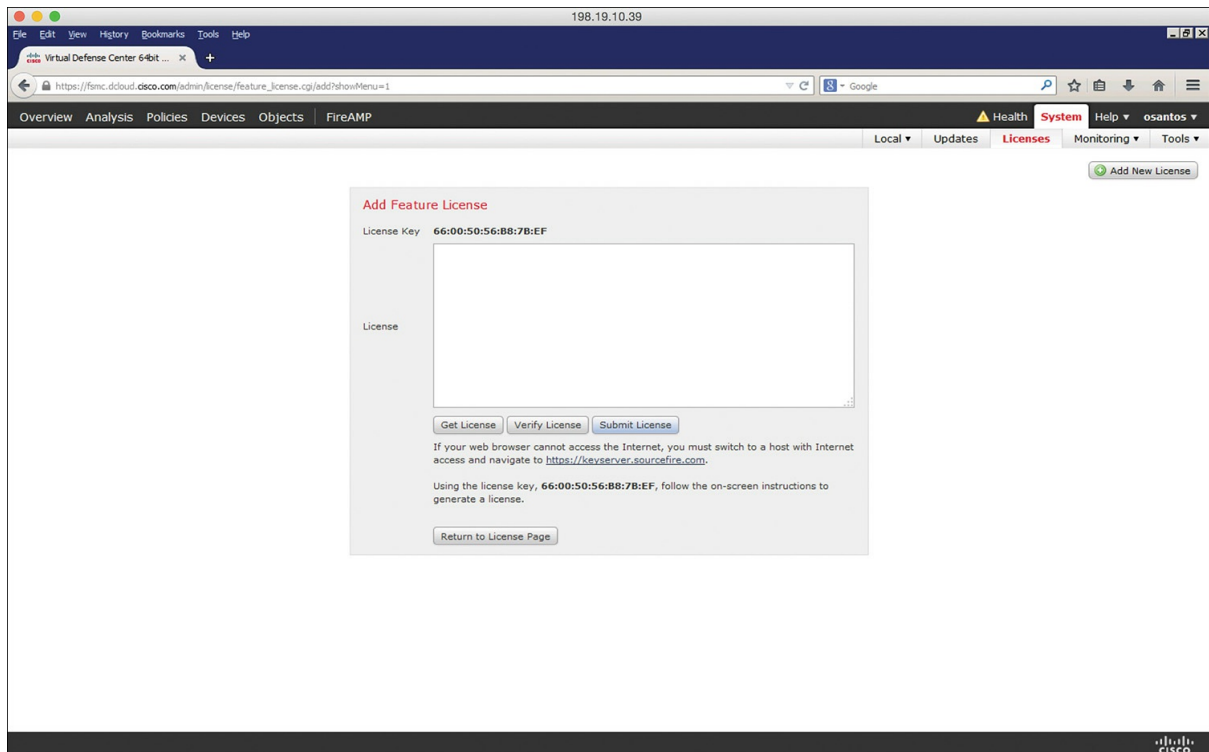 198.19.10.39
File Edit View History Bookmarks Tools Help
CISCO Virtual Defense Center 64bit ... × +
https://fsmc.dcloud.cisco.com/admin/license/feature_license.cgi/add?showMenu=1 8 Google
Overview Analysis Policies Devices Objects FireAMP Health System Help ▾ osantos ▾
Local ▾ Updates Licenses Monitoring ▾ Tools ▾
Add New License
Add Feature License
License Key 66:00:50:56:B8:7B:EF
License
Get License Verify License Submit License
If your web browser cannot access the Internet, you must switch to a host with Internet
access and navigate to https://keyserver.sourcefire.com.
Using the license key, 66:00:50:56:B8:7B:EF, follow the on-screen instructions to
generate a license.
Return to License Page
CISCO